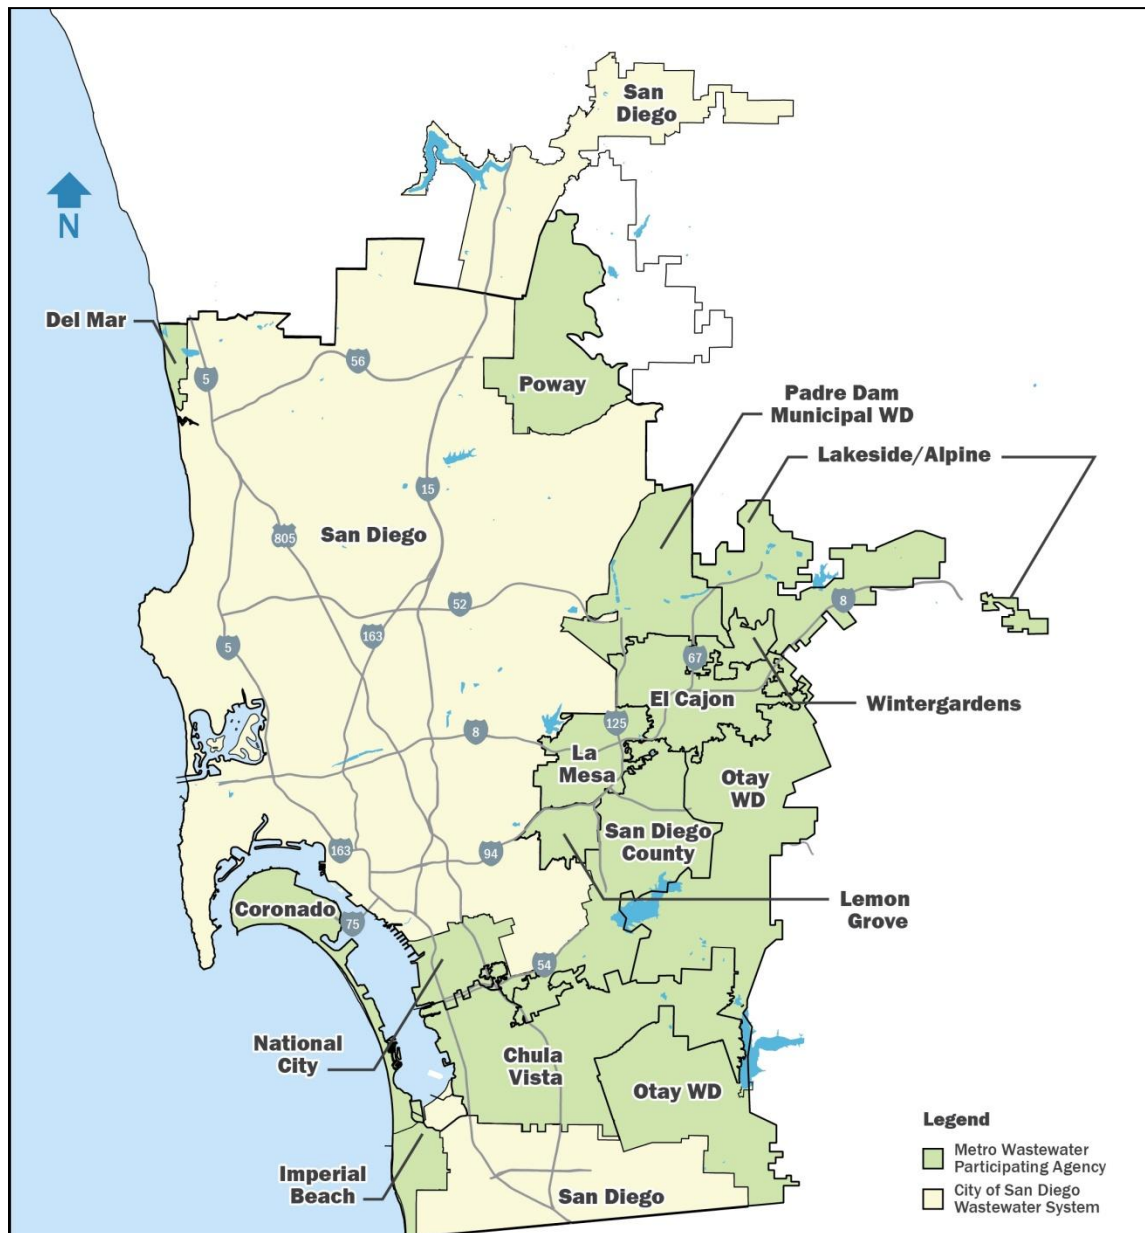 San
Diego
N
Del Mar
56
5
Poway
Padre Dam
Municipal WD
Lakeside/Alpine
15
805
San Diego
52
163
5
8
67
El Cajon
Wintergardens
125
8
La
Mesa
Otay
WD
San Diego
County
163
94
Lemon
Grove
Coronado
75
54
National
City
Chula
Vista
Otay WD
Imperial
Beach
San Diego
Legend
Metro Wastewater
Participating Agency
City of San Diego
Wastewater System